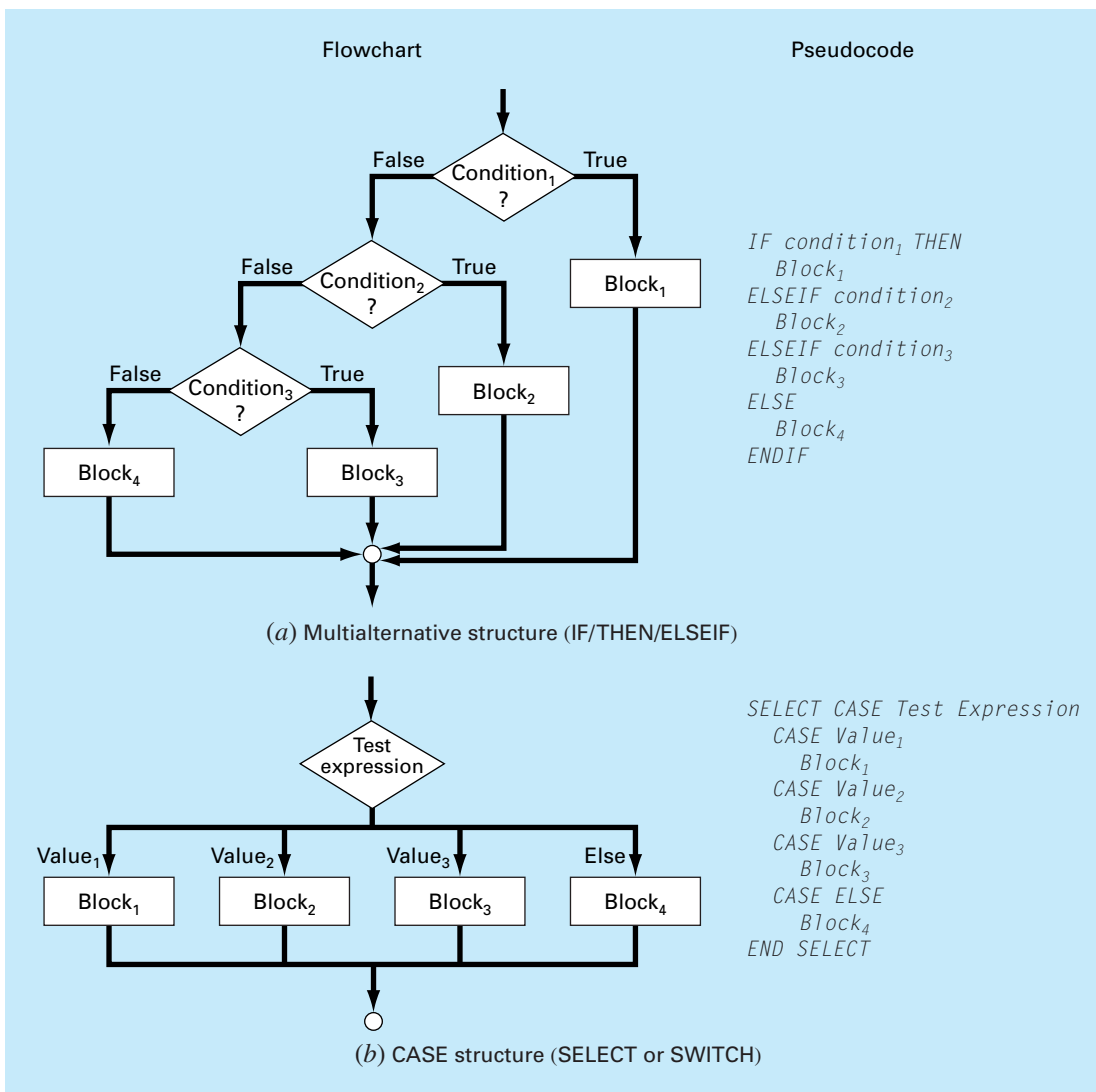 Flowchart
Pseudocode
False
Condition₁
?
True
False
Condition₂
?
True
Block₁
False
Condition₃
?
True
Block₂
Block₄
Block₃
IF condition₁ THEN
Block₁
ELSEIF condition₂
Block₂
ELSEIF condition₃
Block₃
ELSE
Block₄
ENDIF
(a) Multialternative structure (IF/THEN/ELSEIF)
Test
expression
Value₁
Value₂
Value₃
Else
Block₁
Block₂
Block₃
Block₄
SELECT CASE Test Expression
CASE Value₁
Block₁
CASE Value₂
Block₂
CASE Value₃
Block₃
CASE ELSE
Block₄
END SELECT
(b) CASE structure (SELECT or SWITCH)